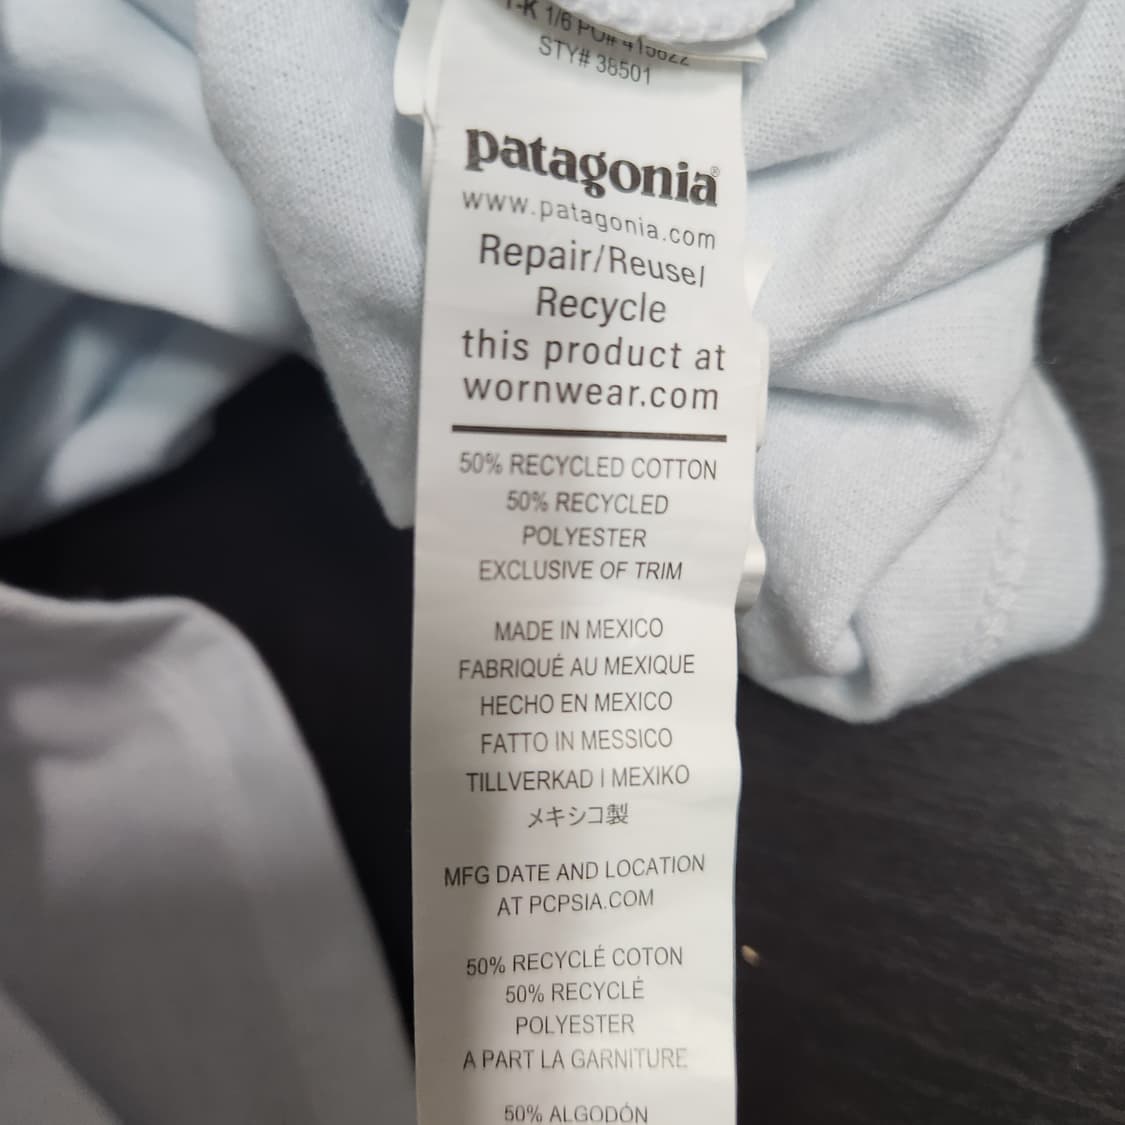 1/6 PO#
STY# 38501
patagonia®
www.patagonia.com
Repair/Reuse/
Recycle
this product at
wornwear.com
50% RECYCLED COTTON
50% RECYCLED
POLYESTER
EXCLUSIVE OF TRIM
MADE IN MEXICO
FABRIQUÉ AU MEXIQUE
HECHO EN MEXICO
FATTO IN MESSICO
TILLVERKAD I MEXIKO
メキシコ製
MFG DATE AND LOCATION
AT PCPSIA.COM
50% RECYCLÉ COTON
50% RECYCLÉ
POLYESTER
A PART LA GARNITURE
50% ALGODÓN